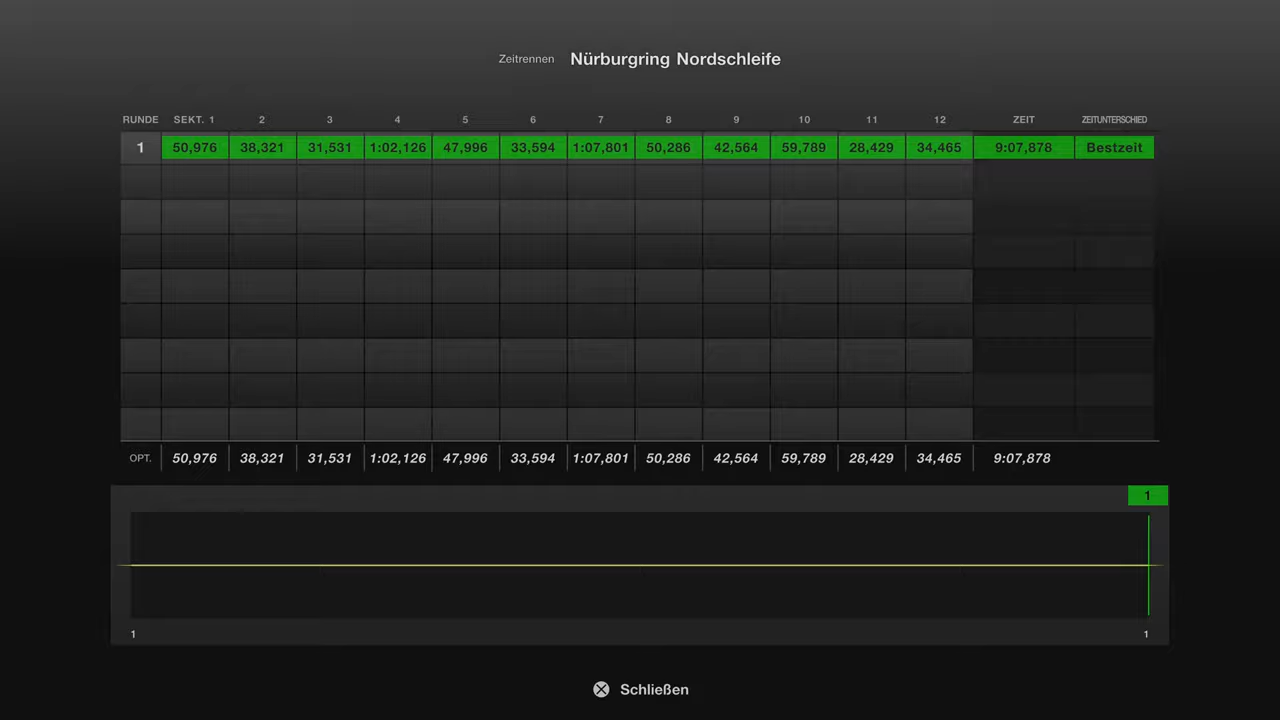 Zeitrennen Nürburgring Nordschleife
RUNDE SEKT. 1 2 3 4 5 6 7 8 9 10 11 12 ZEIT ZEITUNTERSCHIED
1 50,976 38,321 31,531 1:02,126 47,996 33,594 1:07,801 50,286 42,564 59,789 28,429 34,465 9:07,878 Bestzeit
OPT. 50,976 38,321 31,531 1:02,126 47,996 33,594 1:07,801 50,286 42,564 59,789 28,429 34,465 9:07,878
1
1 1
Schließen